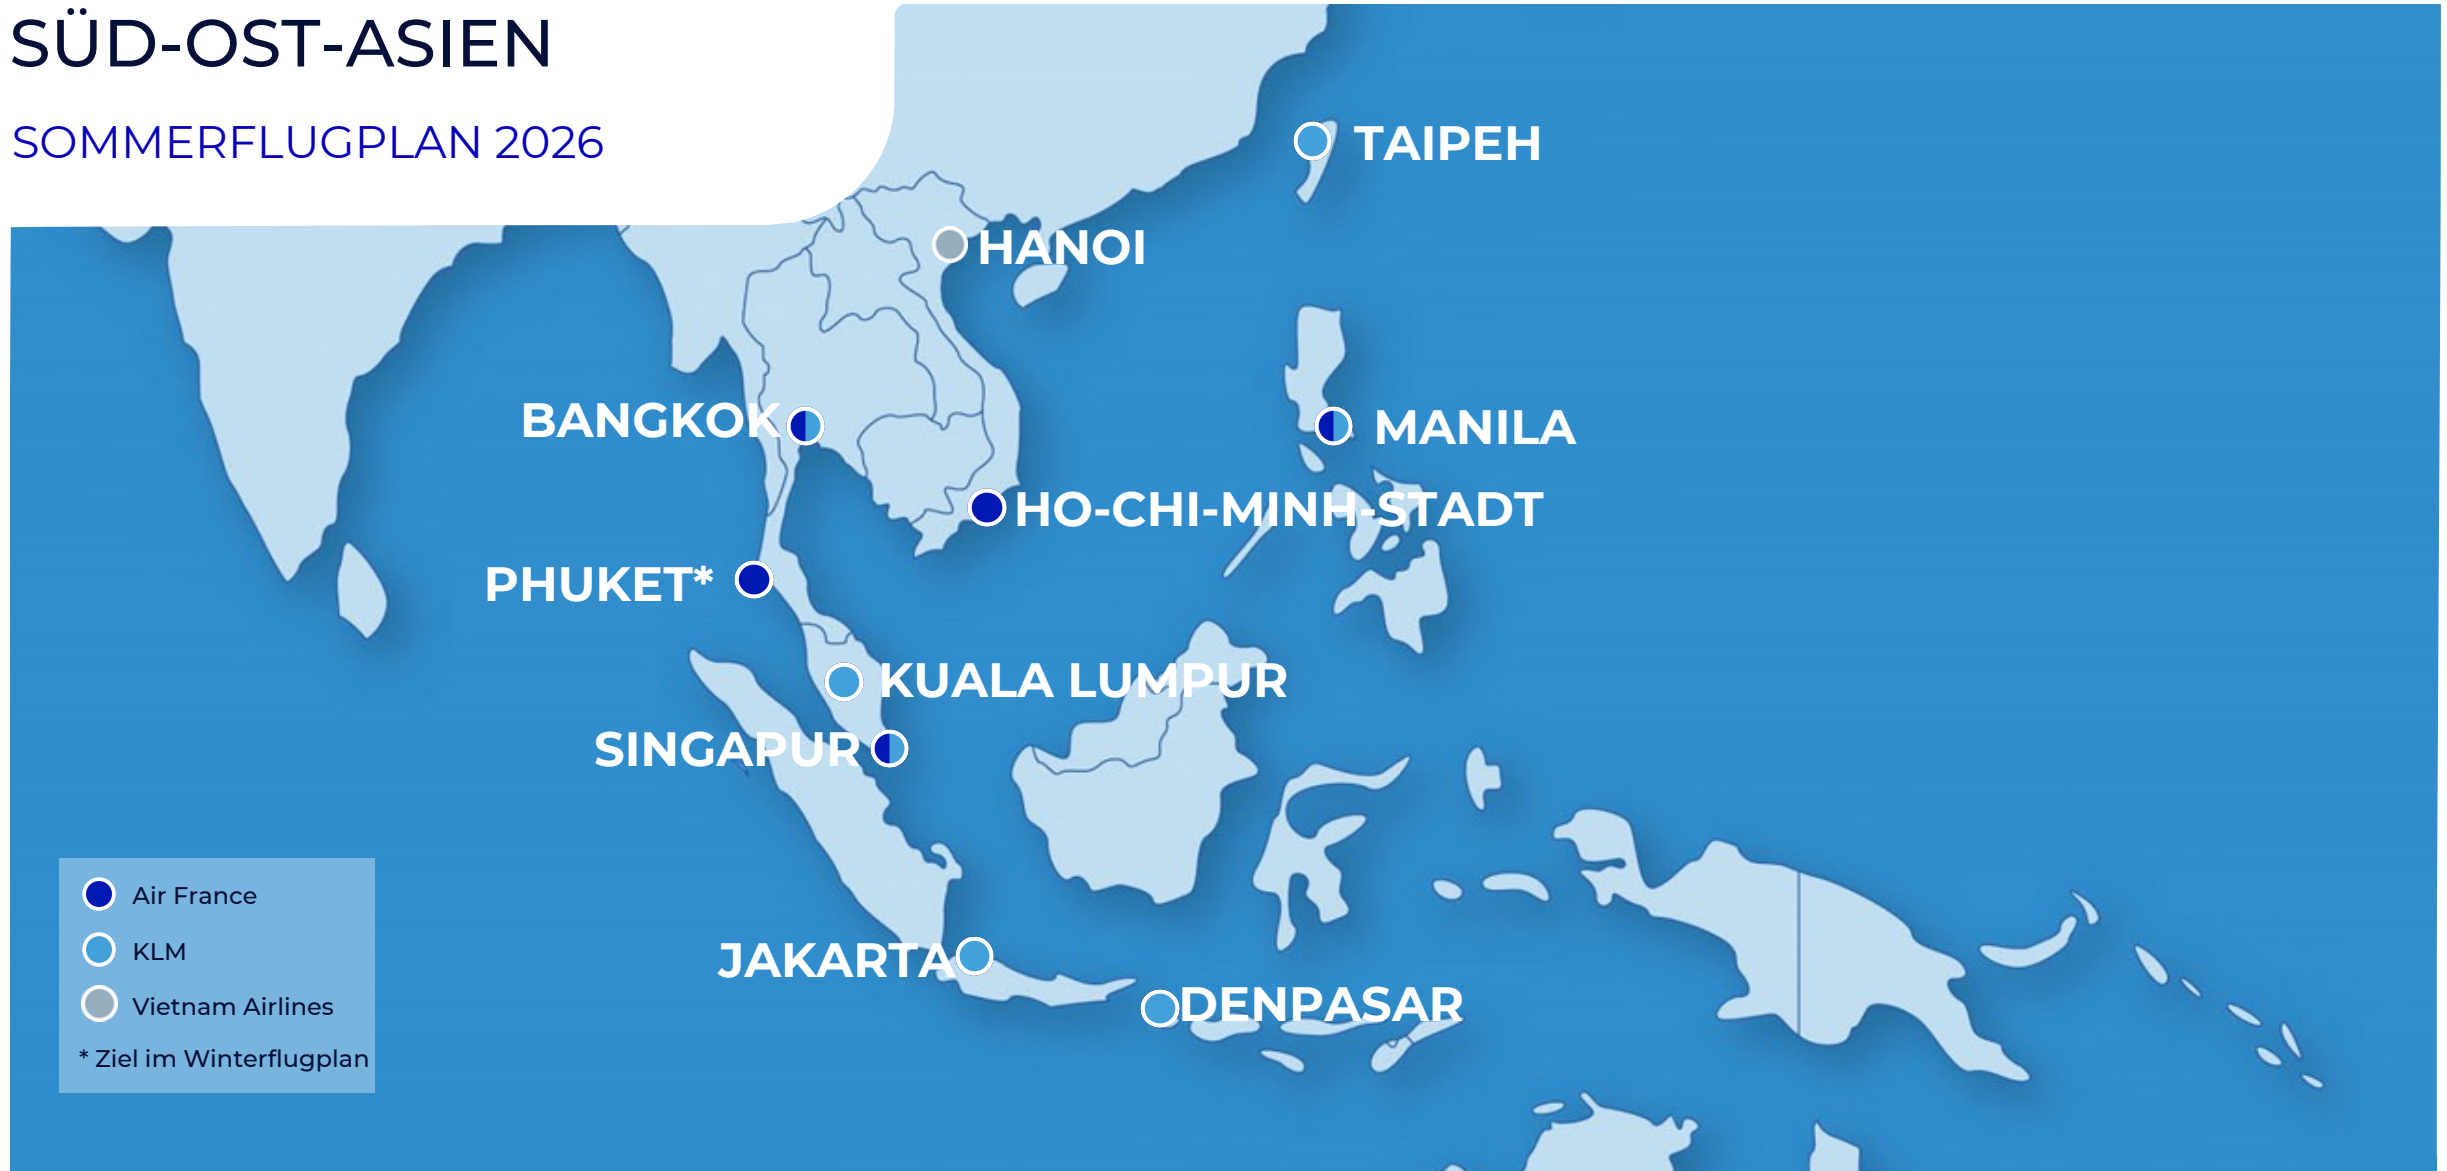 SÜD-OST-ASIEN
SOMMERFLUGPLAN 2026
TAIPEH
HANOI
BANGKOK
MANILA
HO-CHI-MINH-STADT
PHUKET*
KUALA LUMPUR
SINGAPUR
JAKARTA
DENPASAR
Air France
KLM
Vietnam Airlines
* Ziel im Winterflugplan